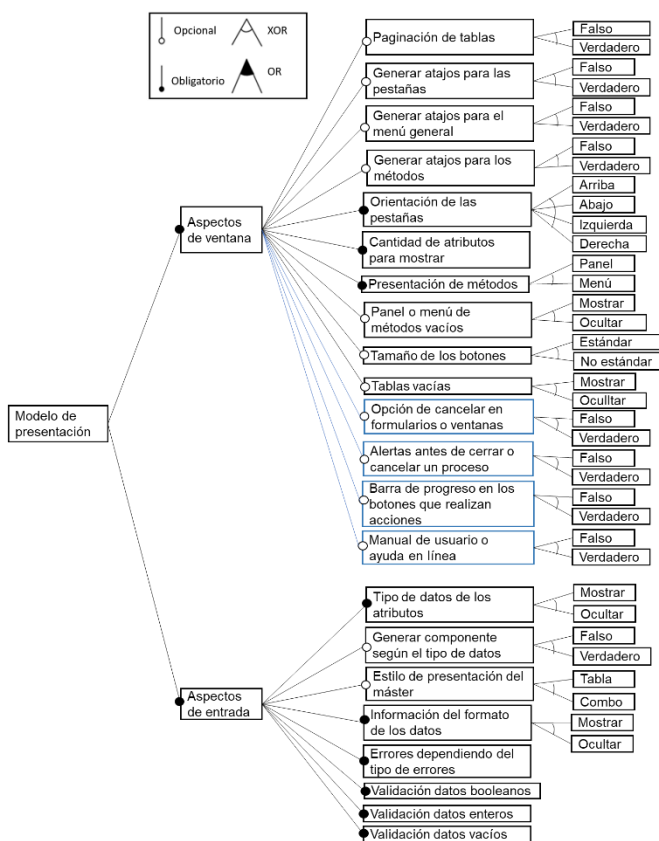 Opcional
XOR
Obligatorio
OR
Modelo de
presentación
Aspectos
de ventana
Paginación de tablas
Falso
Verdadero
Generar atajos para las
pestañas
Falso
Verdadero
Generar atajos para el
menú general
Falso
Verdadero
Generar atajos para los
métodos
Falso
Verdadero
Orientación de las
pestañas
Arriba
Abajo
Izquierda
Derecha
Cantidad de atributos
para mostrar
Presentación de métodos
Panel
Menú
Panel o menú de
métodos vacíos
Mostrar
Ocultar
Tamaño de los botones
Estándar
No estándar
Tablas vacías
Mostrar
Oculltar
Opción de cancelar en
formularios o ventanas
Falso
Verdadero
Alertas antes de cerrar o
cancelar un proceso
Falso
Verdadero
Barra de progreso en los
botones que realizan
acciones
Falso
Verdadero
Manual de usuario o
ayuda en línea
Falso
Verdadero
Aspectos
de entrada
Tipo de datos de los
atributos
Mostrar
Ocultar
Generar componente
según el tipo de datos
Falso
Verdadero
Estilo de presentación del
máster
Tabla
Combo
Información del formato
de los datos
Mostrar
Ocultar
Errores dependiendo del
tipo de errores
Validación datos booleanos
Validación datos enteros
Validación datos vacíos